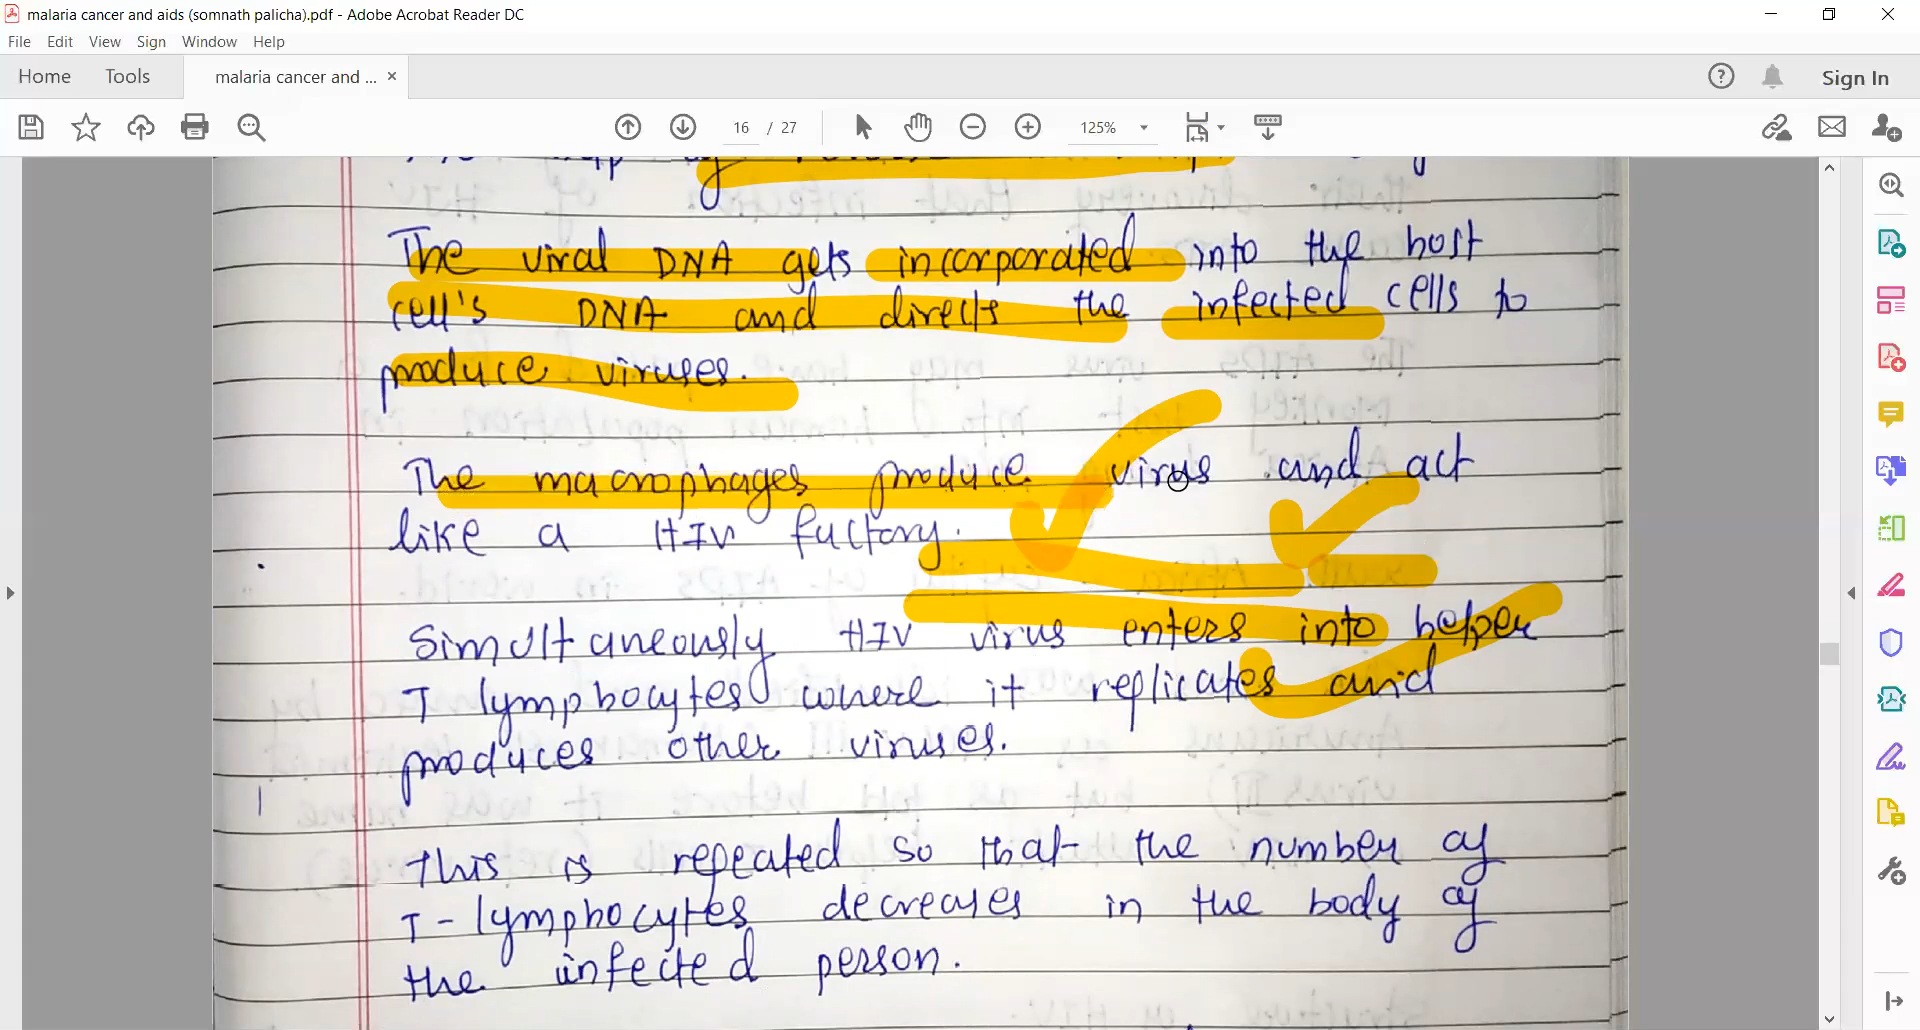 malaria cancer and aids (somnath palicha).pdf - Adobe Acrobat Reader DC
File Edit View Sign Window Help
Home Tools malaria cancer and ... × Sign In
16 / 27 125%
The viral DNA gets incorporated into the host
cell's DNA and directs the infected cells to
produce viruses.
The macrophages produce virus and act
like a HIV factory.
Simultaneously HIV virus enters into helper
T lymphocytes where it replicates and
produces other viruses.
This is repeated so that the number of
T-lymphocytes decreases in the body of
the infected person.